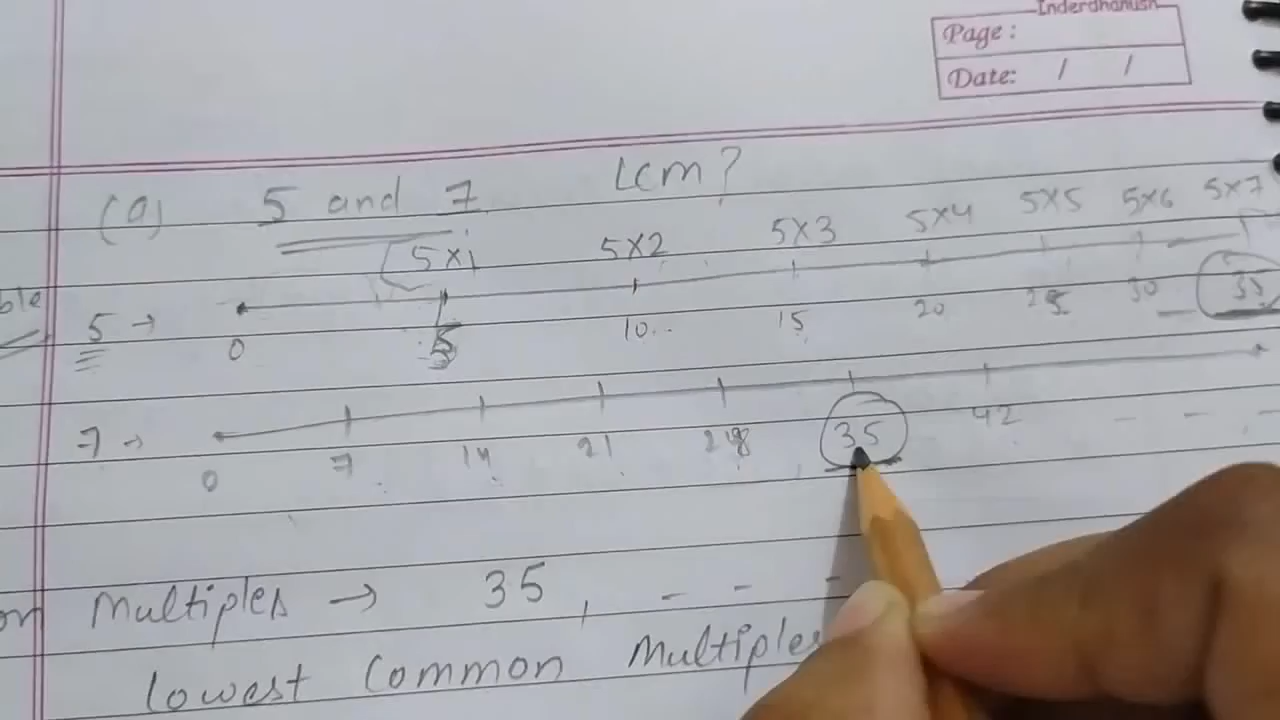 Inderdhanush
Page :
Date: / /
(a) 5 and 7 LCM?
5x1 5x2 5x3 5x4 5x5 5x6 5x7
5 →
0 5 10 15 20 25 30 35
7 →
0 7 14 21 28 35 42 - - -
Multiples → 35, - - -
lowest Common Multiples